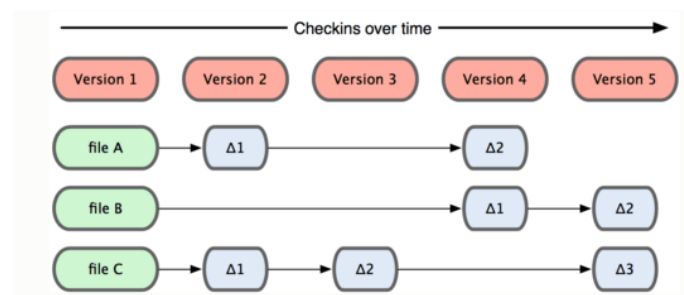 Checkins over time
Version 1 Version 2 Version 3 Version 4 Version 5
file A Δ1 Δ2
file B Δ1 Δ2
file C Δ1 Δ2 Δ3